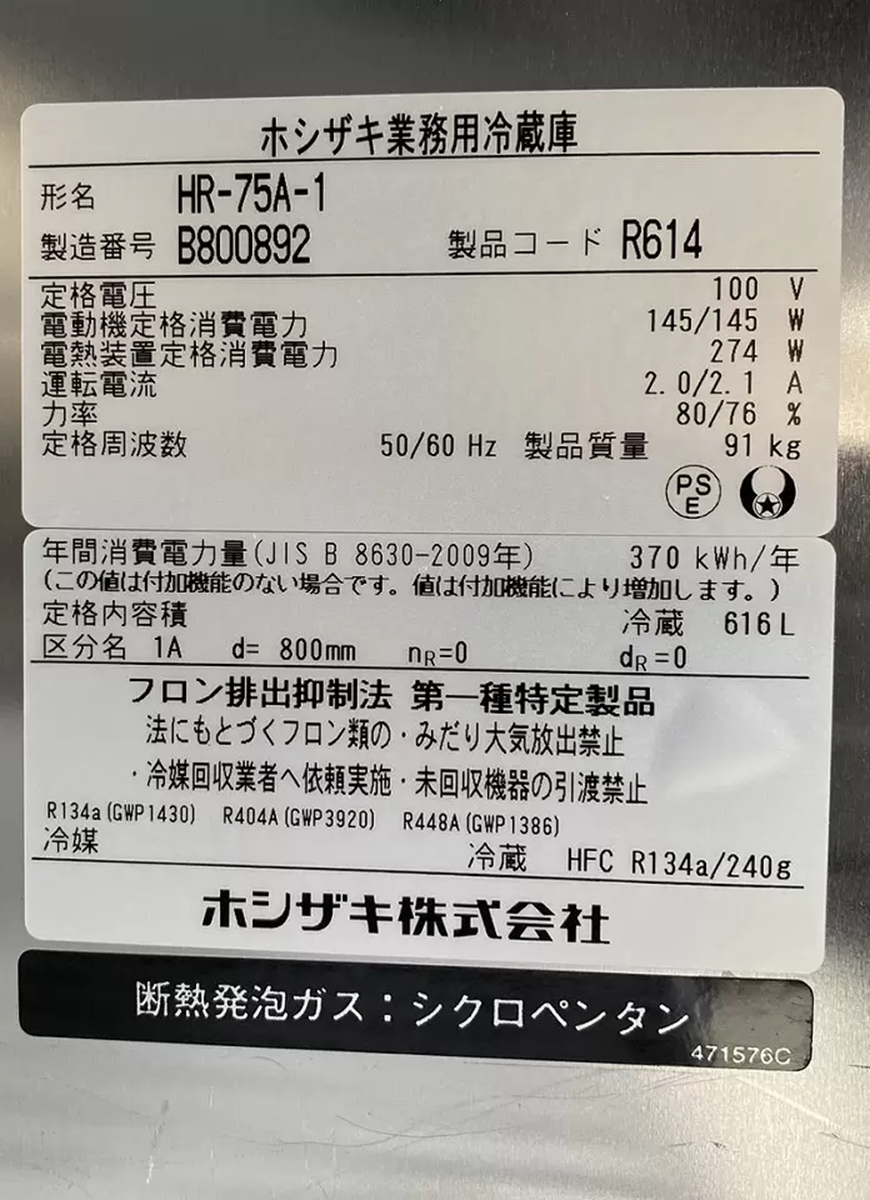 ホシザキ業務用冷蔵庫
形名 HR-75A-1
製造番号 B800892 製品コード R614
定格電圧 100 V
電動機定格消費電力 145/145 W
電熱装置定格消費電力 274 W
運転電流 2.0/2.1 A
力率 80/76 %
定格周波数 50/60 Hz 製品質量 91 kg
PSE
年間消費電力量(JIS B 8630-2009年) 370 kWh/年
(この値は付加機能のない場合です。値は付加機能により増加します。)
定格内容積 冷蔵 616L
区分名 1A d= 800mm nR=0 dR=0
フロン排出抑制法 第一種特定製品
法にもとづくフロン類の・みだり大気放出禁止
・冷媒回収業者へ依頼実施・未回収機器の引渡禁止
R134a(GWP1430) R404A(GWP3920) R448A(GWP1386)
冷媒 冷蔵 HFC R134a/240g
ホシザキ株式会社
断熱発泡ガス:シクロペンタン
471576C